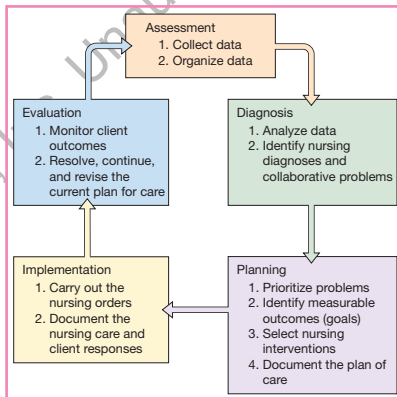 Assessment
1. Collect data
2. Organize data
Evaluation
1. Monitor client
outcomes
2. Resolve, continue,
and revise the
current plan for care
Diagnosis
1. Analyze data
2. Identify nursing
diagnoses and
collaborative problems
Implementation
1. Carry out the
nursing orders
2. Document the
nursing care and
client responses
Planning
1. Prioritize problems
2. Identify measurable
outcomes (goals)
3. Select nursing
interventions
4. Document the plan of
care